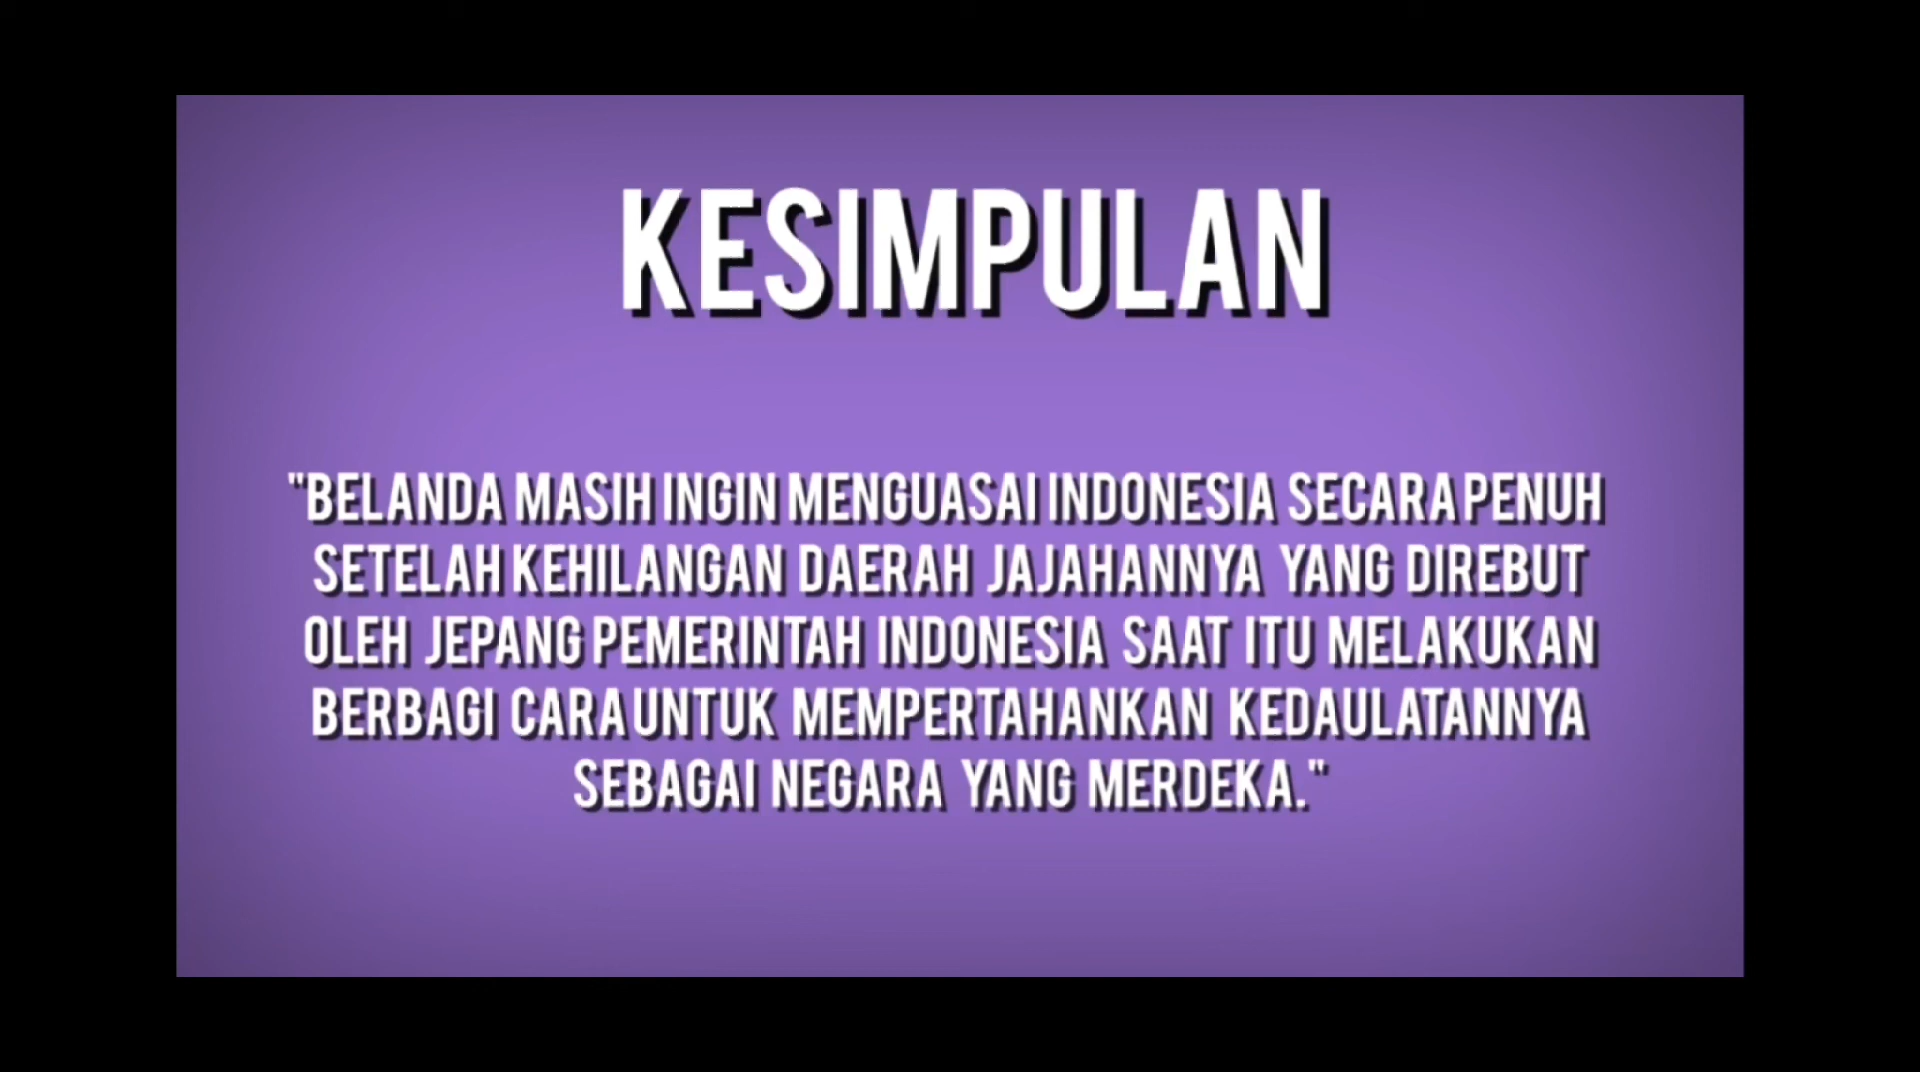 KESIMPULAN
"BELANDA MASIH INGIN MENGUASAI INDONESIA SECARA PENUH
SETELAH KEHILANGAN DAERAH JAJAHANNYA YANG DIREBUT
OLEH JEPANG PEMERINTAH INDONESIA SAAT ITU MELAKUKAN
BERBAGI CARA UNTUK MEMPERTAHANKAN KEDAULATANNYA
SEBAGAI NEGARA YANG MERDEKA."